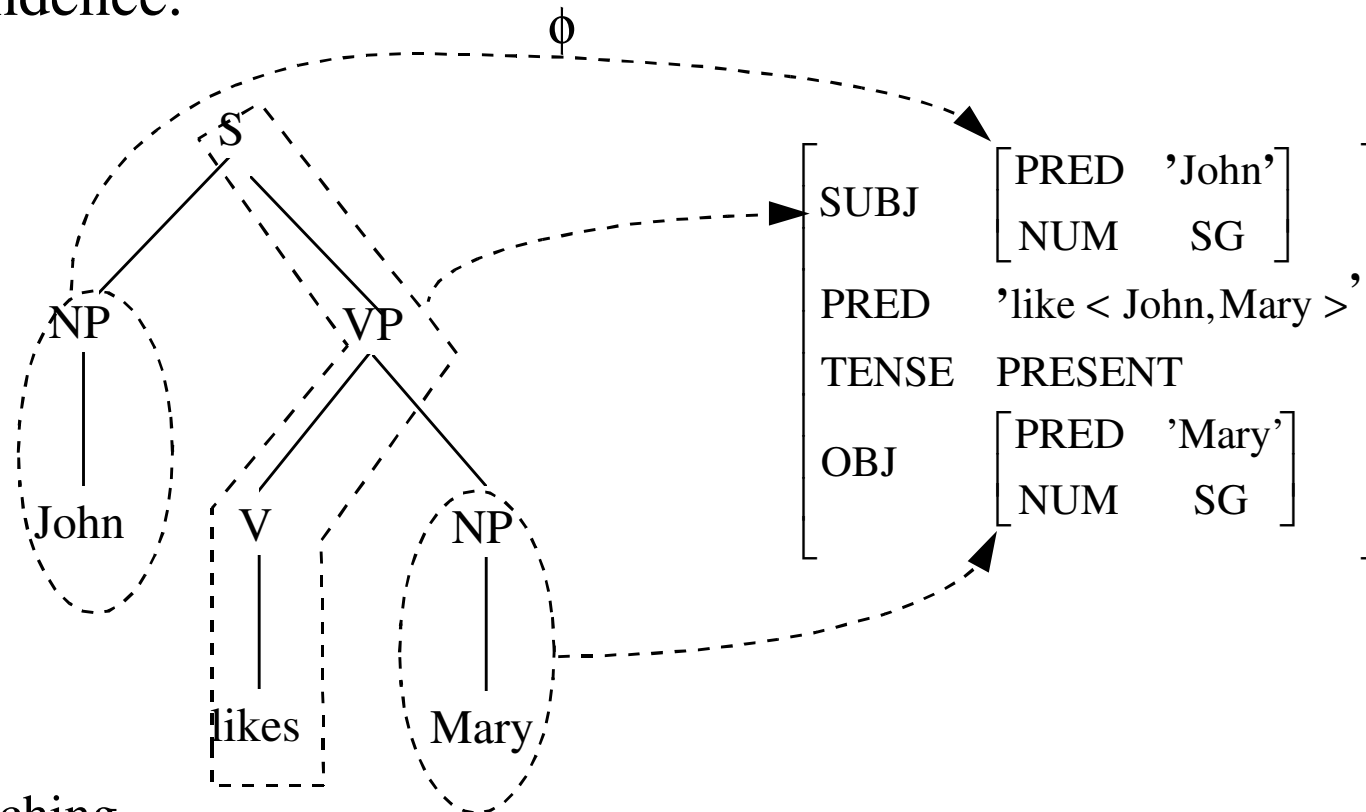 ϕ
S
NP
VP
John
V
NP
likes
Mary
SUBJ
PRED ’John’
NUM SG
PRED ’like < John, Mary >’
TENSE PRESENT
OBJ
PRED ’Mary’
NUM SG